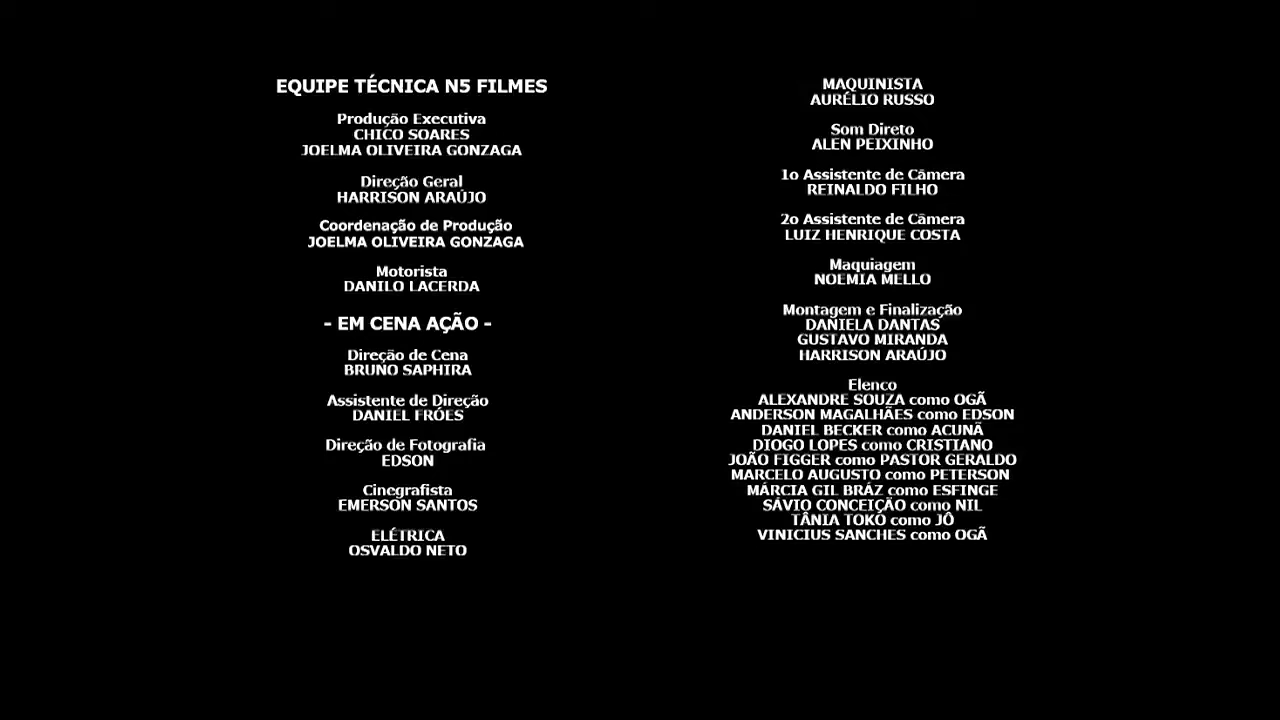 EQUIPE TÉCNICA N5 FILMES
Produção Executiva
CHICO SOARES
JOELMA OLIVEIRA GONZAGA
Direção Geral
HARRISON ARAÚJO
Coordenação de Produção
JOELMA OLIVEIRA GONZAGA
Motorista
DANILO LACERDA
- EM CENA AÇÃO -
Direção de Cena
BRUNO SAPHIRA
Assistente de Direção
DANIEL FRÓES
Direção de Fotografia
EDSON
Cinegrafista
EMERSON SANTOS
ELÉTRICA
OSVALDO NETO
MAQUINISTA
AURÉLIO RUSSO
Som Direto
ALEN PEIXINHO
1o Assistente de Câmera
REINALDO FILHO
2o Assistente de Câmera
LUIZ HENRIQUE COSTA
Maquiagem
NOEMIA MELLO
Montagem e Finalização
DANIELA DANTAS
GUSTAVO MIRANDA
HARRISON ARAÚJO
Elenco
ALEXANDRE SOUZA como OGÃ
ANDERSON MAGALHÃES como EDSON
DANIEL BECKER como ACUNÃ
DIOGO LOPES como CRISTIANO
JOÃO FIGGER como PASTOR GERALDO
MARCELO AUGUSTO como PETERSON
MÁRCIA GIL BRÁZ como ESFINGE
SÁVIO CONCEIÇÃO como NIL
TÂNIA TOKÓ como JÔ
VINICIUS SANCHES como OGÃ